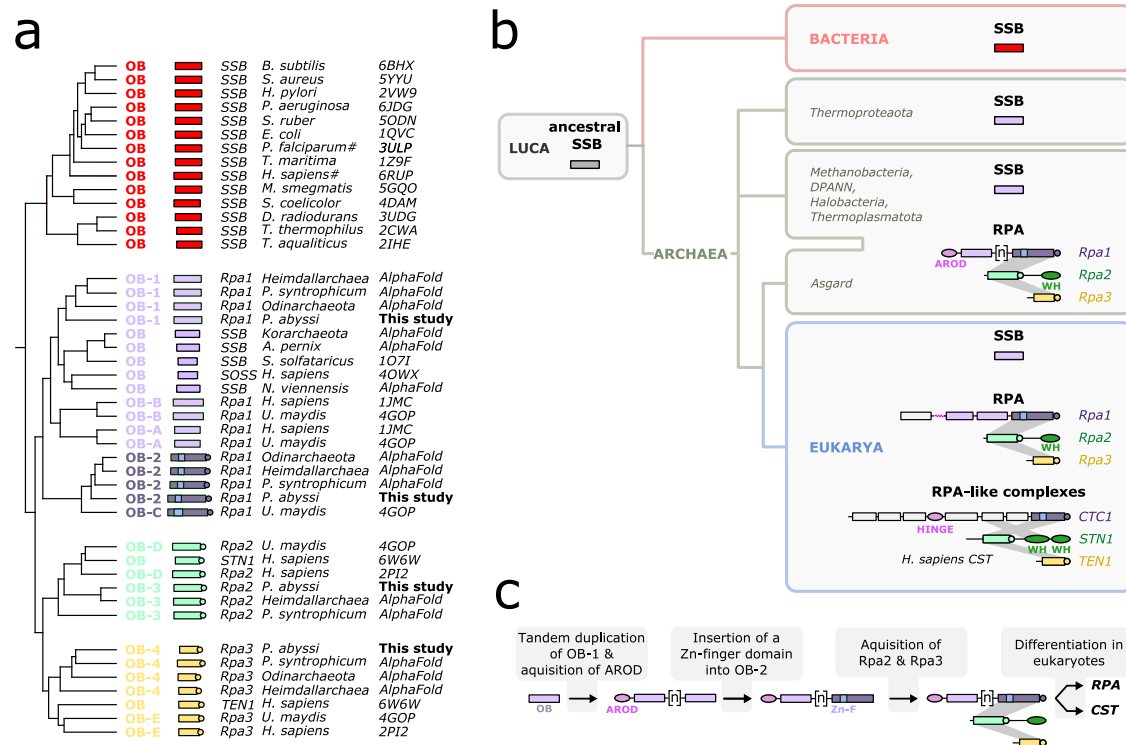 a
OB SSB B. subtilis 6BHX
OB SSB S. aureus 5YYU
OB SSB H. pylori 2VW9
OB SSB P. aeruginosa 6JDG
OB SSB S. ruber 5ODN
OB SSB E. coli 1QVC
OB SSB P. falciparum# 3ULP
OB SSB T. maritima 1Z9F
OB SSB H. sapiens# 6RUP
OB SSB M. smegmatis 5GQO
OB SSB S. coelicolor 4DAM
OB SSB D. radiodurans 3UDG
OB SSB T. thermophilus 2CWA
OB SSB T. aqualiticus 2IHE
OB-1 Rpa1 Heimdallarchaea AlphaFold
OB-1 Rpa1 P. syntrophicum AlphaFold
OB-1 Rpa1 Odinarchaeota AlphaFold
OB-1 Rpa1 P. abyssi This study
OB SSB Korarchaeota AlphaFold
OB SSB A. pernix AlphaFold
OB SSB S. solfataricus 1O7I
OB SOSS H. sapiens 4OWX
OB SSB N. viennensis AlphaFold
OB-B Rpa1 H. sapiens 1JMC
OB-B Rpa1 U. maydis 4GOP
OB-A Rpa1 H. sapiens 1JMC
OB-A Rpa1 U. maydis 4GOP
OB-2 Rpa1 Odinarchaeota AlphaFold
OB-2 Rpa1 Heimdallarchaea AlphaFold
OB-2 Rpa1 P. syntrophicum AlphaFold
OB-2 Rpa1 P. abyssi This study
OB-C Rpa1 U. maydis 4GOP
OB-D Rpa2 U. maydis 4GOP
OB STN1 H. sapiens 6W6W
OB-D Rpa2 H. sapiens 2PI2
OB-3 Rpa2 P. abyssi This study
OB-3 Rpa2 Heimdallarchaea AlphaFold
OB-3 Rpa2 P. syntrophicum AlphaFold
OB-4 Rpa3 P. abyssi This study
OB-4 Rpa3 P. syntrophicum AlphaFold
OB-4 Rpa3 Odinarchaeota AlphaFold
OB-4 Rpa3 Heimdallarchaea AlphaFold
OB TEN1 H. sapiens 6W6W
OB-E Rpa3 U. maydis 4GOP
OB-E Rpa3 H. sapiens 2PI2
b
LUCA
ancestral
SSB
BACTERIA
SSB
ARCHAEA
Thermoproteaota
SSB
Methanobacteria,
DPANN,
Halobacteria,
Thermoplasmatota
SSB
Asgard
RPA
[n] Rpa1
AROD
Rpa2
WH
Rpa3
EUKARYA
SSB
RPA
Rpa1
Rpa2
WH
Rpa3
RPA-like complexes
CTC1
HINGE
STN1
WH WH
H. sapiens CST
TEN1
c
Tandem duplication
of OB-1 &
aquisition of AROD
Insertion of a
Zn-finger domain
into OB-2
Aquisition of
Rpa2 & Rpa3
Differentiation in
eukaryotes
OB
AROD
[n]
[n]
Zn-F
[n]
RPA
CST